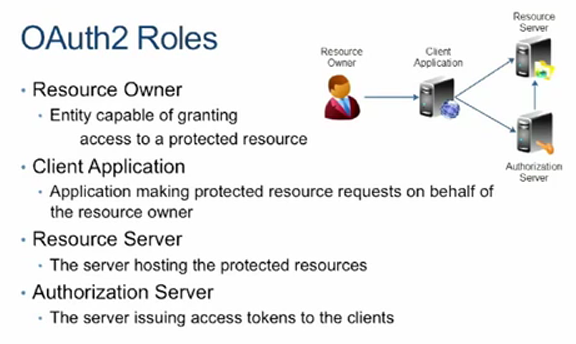 OAuth2 Roles
• Resource Owner
• Entity capable of granting
access to a protected resource
• Client Application
• Application making protected resource requests on behalf of
the resource owner
• Resource Server
• The server hosting the protected resources
• Authorization Server
• The server issuing access tokens to the clients
Resource
Owner
Client
Application
Resource
Server
Authorization
Server